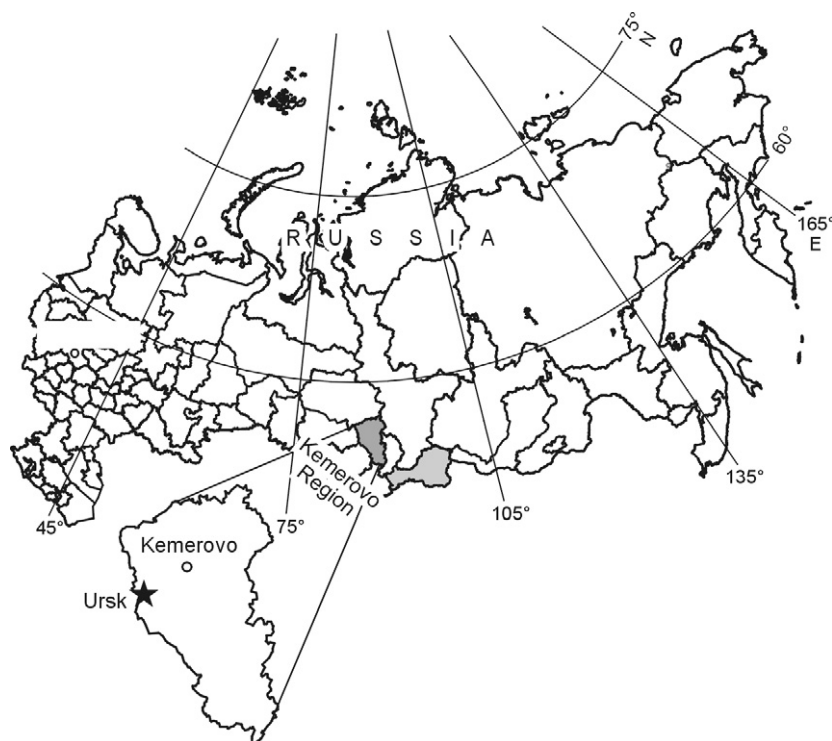 75°
N
60°
R U S S I A
165°
E
Kemerovo
Region
45°
75°
105°
135°
Kemerovo
Ursk